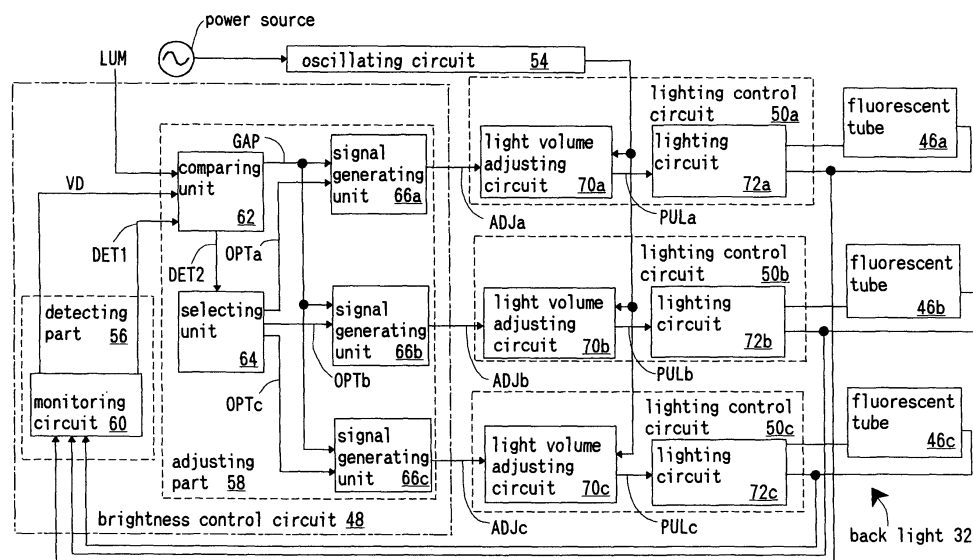 power source
LUM
oscillating circuit 54
lighting control
circuit 50a
fluorescent
tube 46a
GAP
signal
generating
unit 66a
light volume
adjusting
circuit 70a
lighting
circuit
72a
comparing
unit
62
VD
ADJa
PULa
DET1
DET2
OPTa
lighting control
circuit 50b
fluorescent
tube 46b
detecting
part 56
selecting
unit
64
signal
generating
unit 66b
light volume
adjusting
circuit 70b
lighting
circuit
72b
OPTb
ADJb
PULb
OPTc
monitoring
circuit 60
lighting control
circuit 50c
fluorescent
tube 46c
signal
generating
unit 66c
light volume
adjusting
circuit 70c
lighting
circuit
72c
adjusting
part 58
ADJc
PULc
brightness control circuit 48
back light 32